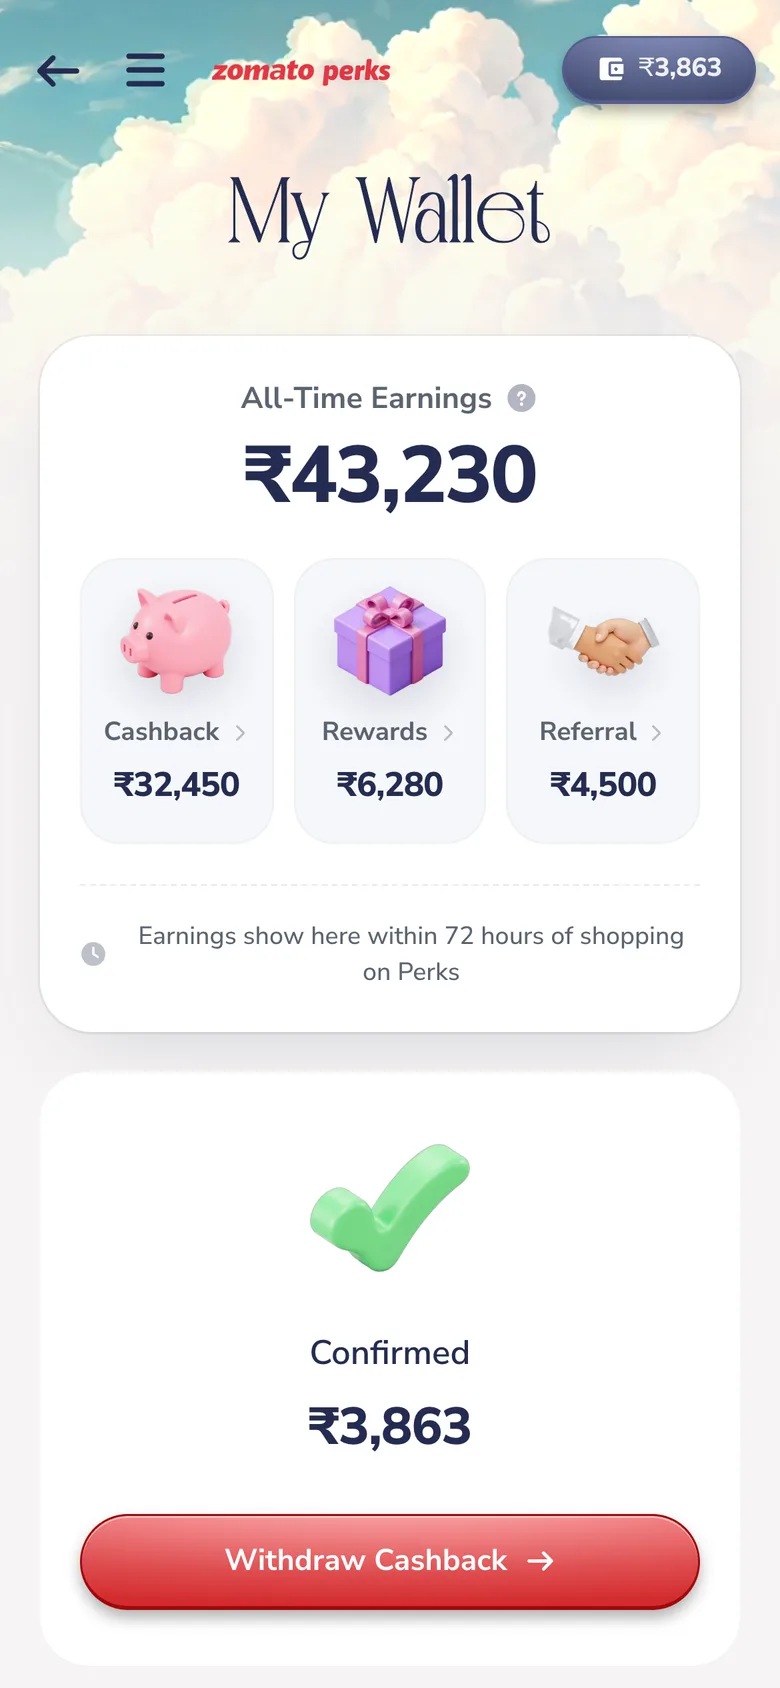 zomato perks
₹3,863
My Wallet
All-Time Earnings ?
₹43,230
Cashback
₹32,450
Rewards
₹6,280
Referral
₹4,500
Earnings show here within 72 hours of shopping
on Perks
Confirmed
₹3,863
Withdraw Cashback →